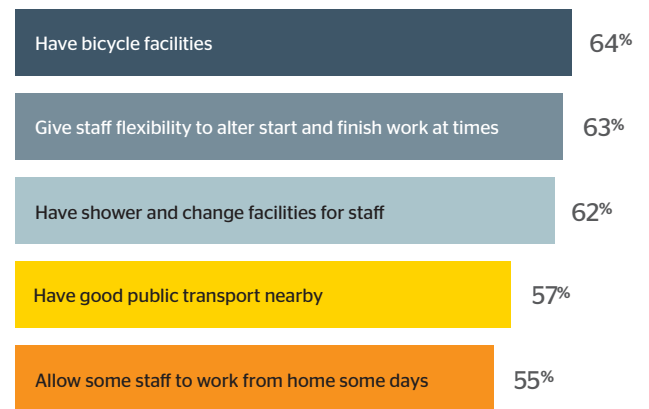 Have bicycle facilities 64%
Give staff flexibility to alter start and finish work at times 63%
Have shower and change facilities for staff 62%
Have good public transport nearby 57%
Allow some staff to work from home some days 55%